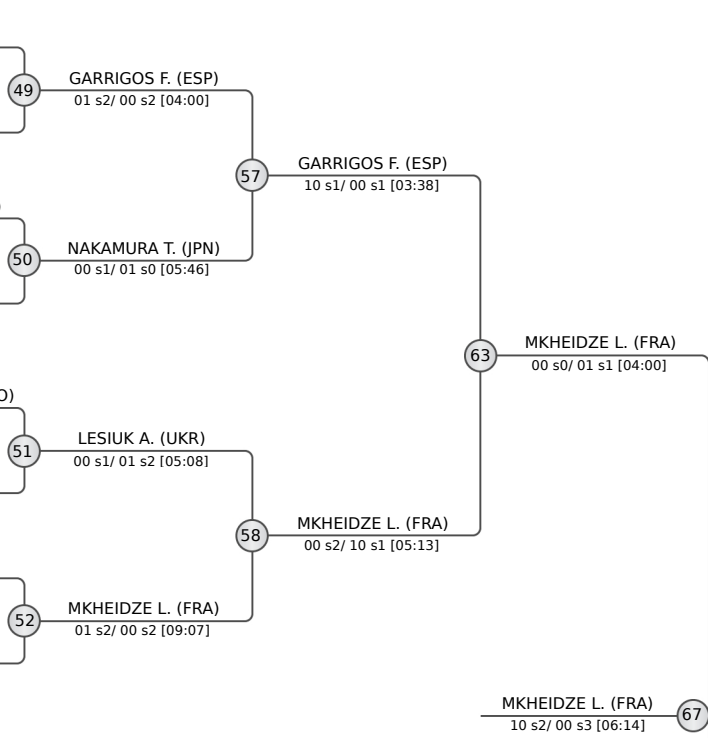 49
GARRIGOS F. (ESP)
01 s2/ 00 s2 [04:00]
57
GARRIGOS F. (ESP)
10 s1/ 00 s1 [03:38]
50
NAKAMURA T. (JPN)
00 s1/ 01 s0 [05:46]
63
MKHEIDZE L. (FRA)
00 s0/ 01 s1 [04:00]
O)
51
LESIUK A. (UKR)
00 s1/ 01 s2 [05:08]
58
MKHEIDZE L. (FRA)
00 s2/ 10 s1 [05:13]
52
MKHEIDZE L. (FRA)
01 s2/ 00 s2 [09:07]
MKHEIDZE L. (FRA)
10 s2/ 00 s3 [06:14]
67